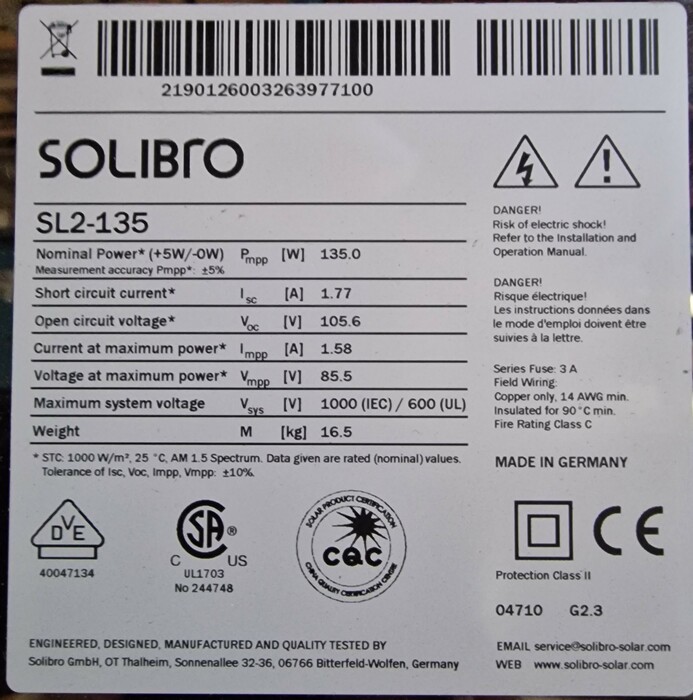 2190126003263977100
SOLIBRO
SL2-135
Nominal Power* (+5W/-0W) Pmpp [W] 135.0
Measurement accuracy Pmpp*: ±5%
Short circuit current* Isc [A] 1.77
Open circuit voltage* Voc [V] 105.6
Current at maximum power* Impp [A] 1.58
Voltage at maximum power* Vmpp [V] 85.5
Maximum system voltage Vsys [V] 1000 (IEC) / 600 (UL)
Weight M [kg] 16.5
* STC: 1000 W/m², 25 °C, AM 1.5 Spectrum. Data given are rated (nominal) values.
Tolerance of Isc, Voc, Impp, Vmpp: ±10%.
DANGER!
Risk of electric shock!
Refer to the Installation and
Operation Manual.
DANGER!
Risque électrique!
Les instructions données dans
le mode d'emploi doivent être
suivies à la lettre.
Series Fuse: 3 A
Field Wiring:
Copper only, 14 AWG min.
Insulated for 90 °C min.
Fire Rating Class C
MADE IN GERMANY
DVE
40047134
SA®
C US
UL1703
No 244748
SOLAR PRODUCT CERTIFICATION
CQC
CHINA QUALITY CERTIFICATION CENTRE
CE
Protection Class II
04710 G2.3
ENGINEERED, DESIGNED, MANUFACTURED AND QUALITY TESTED BY
Solibro GmbH, OT Thalheim, Sonnenallee 32-36, 06766 Bitterfeld-Wolfen, Germany
EMAIL service@solibro-solar.com
WEB www.solibro-solar.com